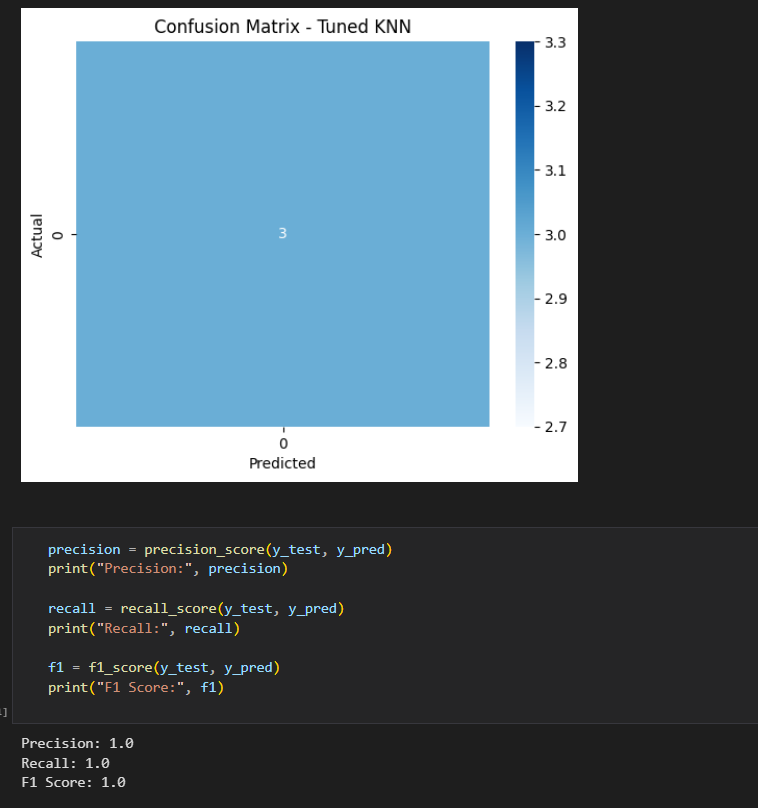 Confusion Matrix - Tuned KNN
3.3
3.2
3.1
3.0
2.9
2.8
2.7
Actual
0
3
0
Predicted
precision = precision_score(y_test, y_pred)
print("Precision:", precision)
recall = recall_score(y_test, y_pred)
print("Recall:", recall)
f1 = f1_score(y_test, y_pred)
print("F1 Score:", f1)
]
Precision: 1.0
Recall: 1.0
F1 Score: 1.0